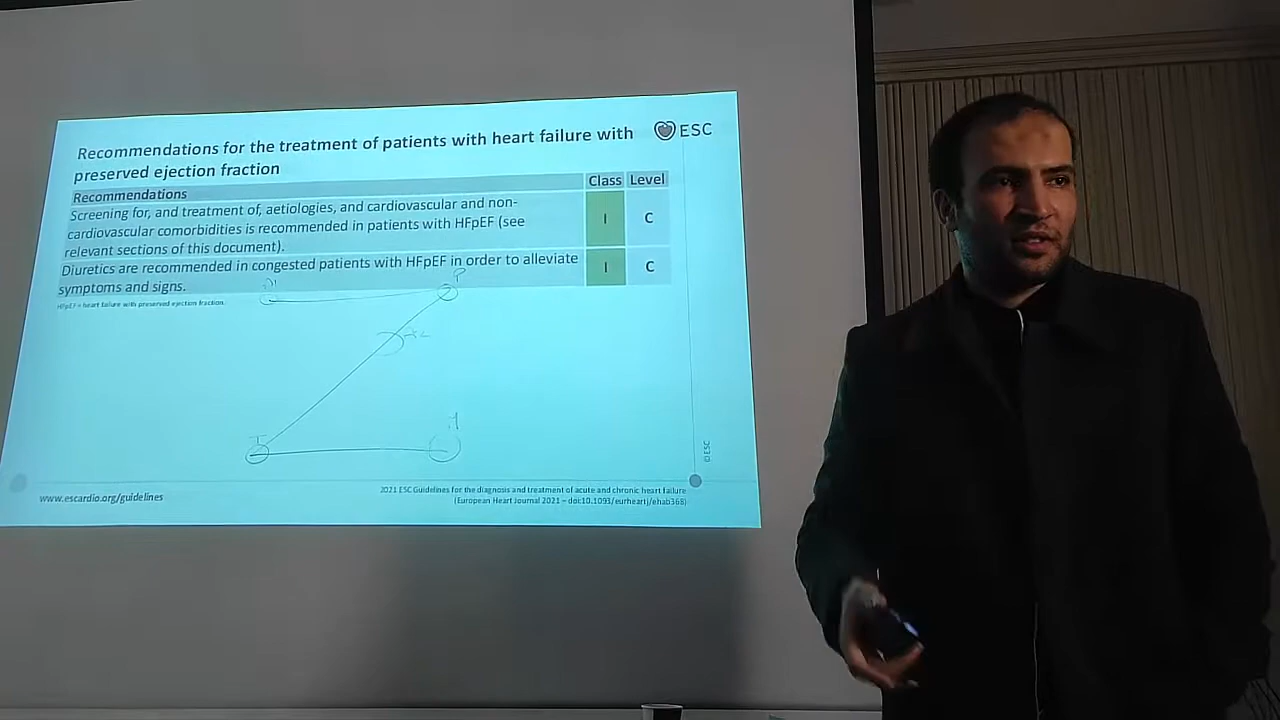 Recommendations for the treatment of patients with heart failure with
preserved ejection fraction
ESC
Recommendations Class Level
Screening for, and treatment of, aetiologies, and cardiovascular and non-
cardiovascular comorbidities is recommended in patients with HFpEF (see
relevant sections of this document).
I C
Diuretics are recommended in congested patients with HFpEF in order to alleviate
symptoms and signs.
I C
HFpEF = heart failure with preserved ejection fraction.
P
I
©ESC
www.escardio.org/guidelines
2021 ESC Guidelines for the diagnosis and treatment of acute and chronic heart failure
(European Heart Journal 2021 – doi:10.1093/eurheartj/ehab368)